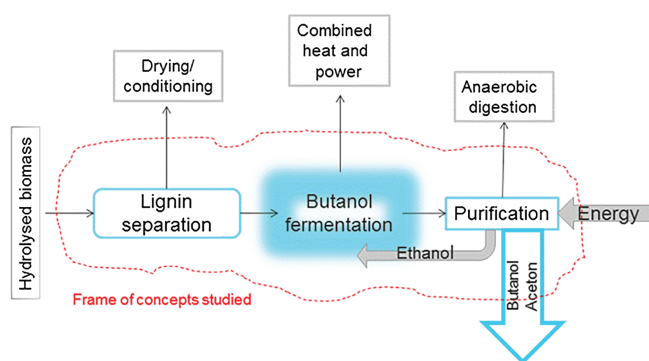 Combined
heat and
power
Drying/
conditioning
Anaerobic
digestion
Hydrolysed biomass
Lignin
separation
Butanol
fermentation
Purification
Energy
Ethanol
Butanol
Aceton
Frame of concepts studied